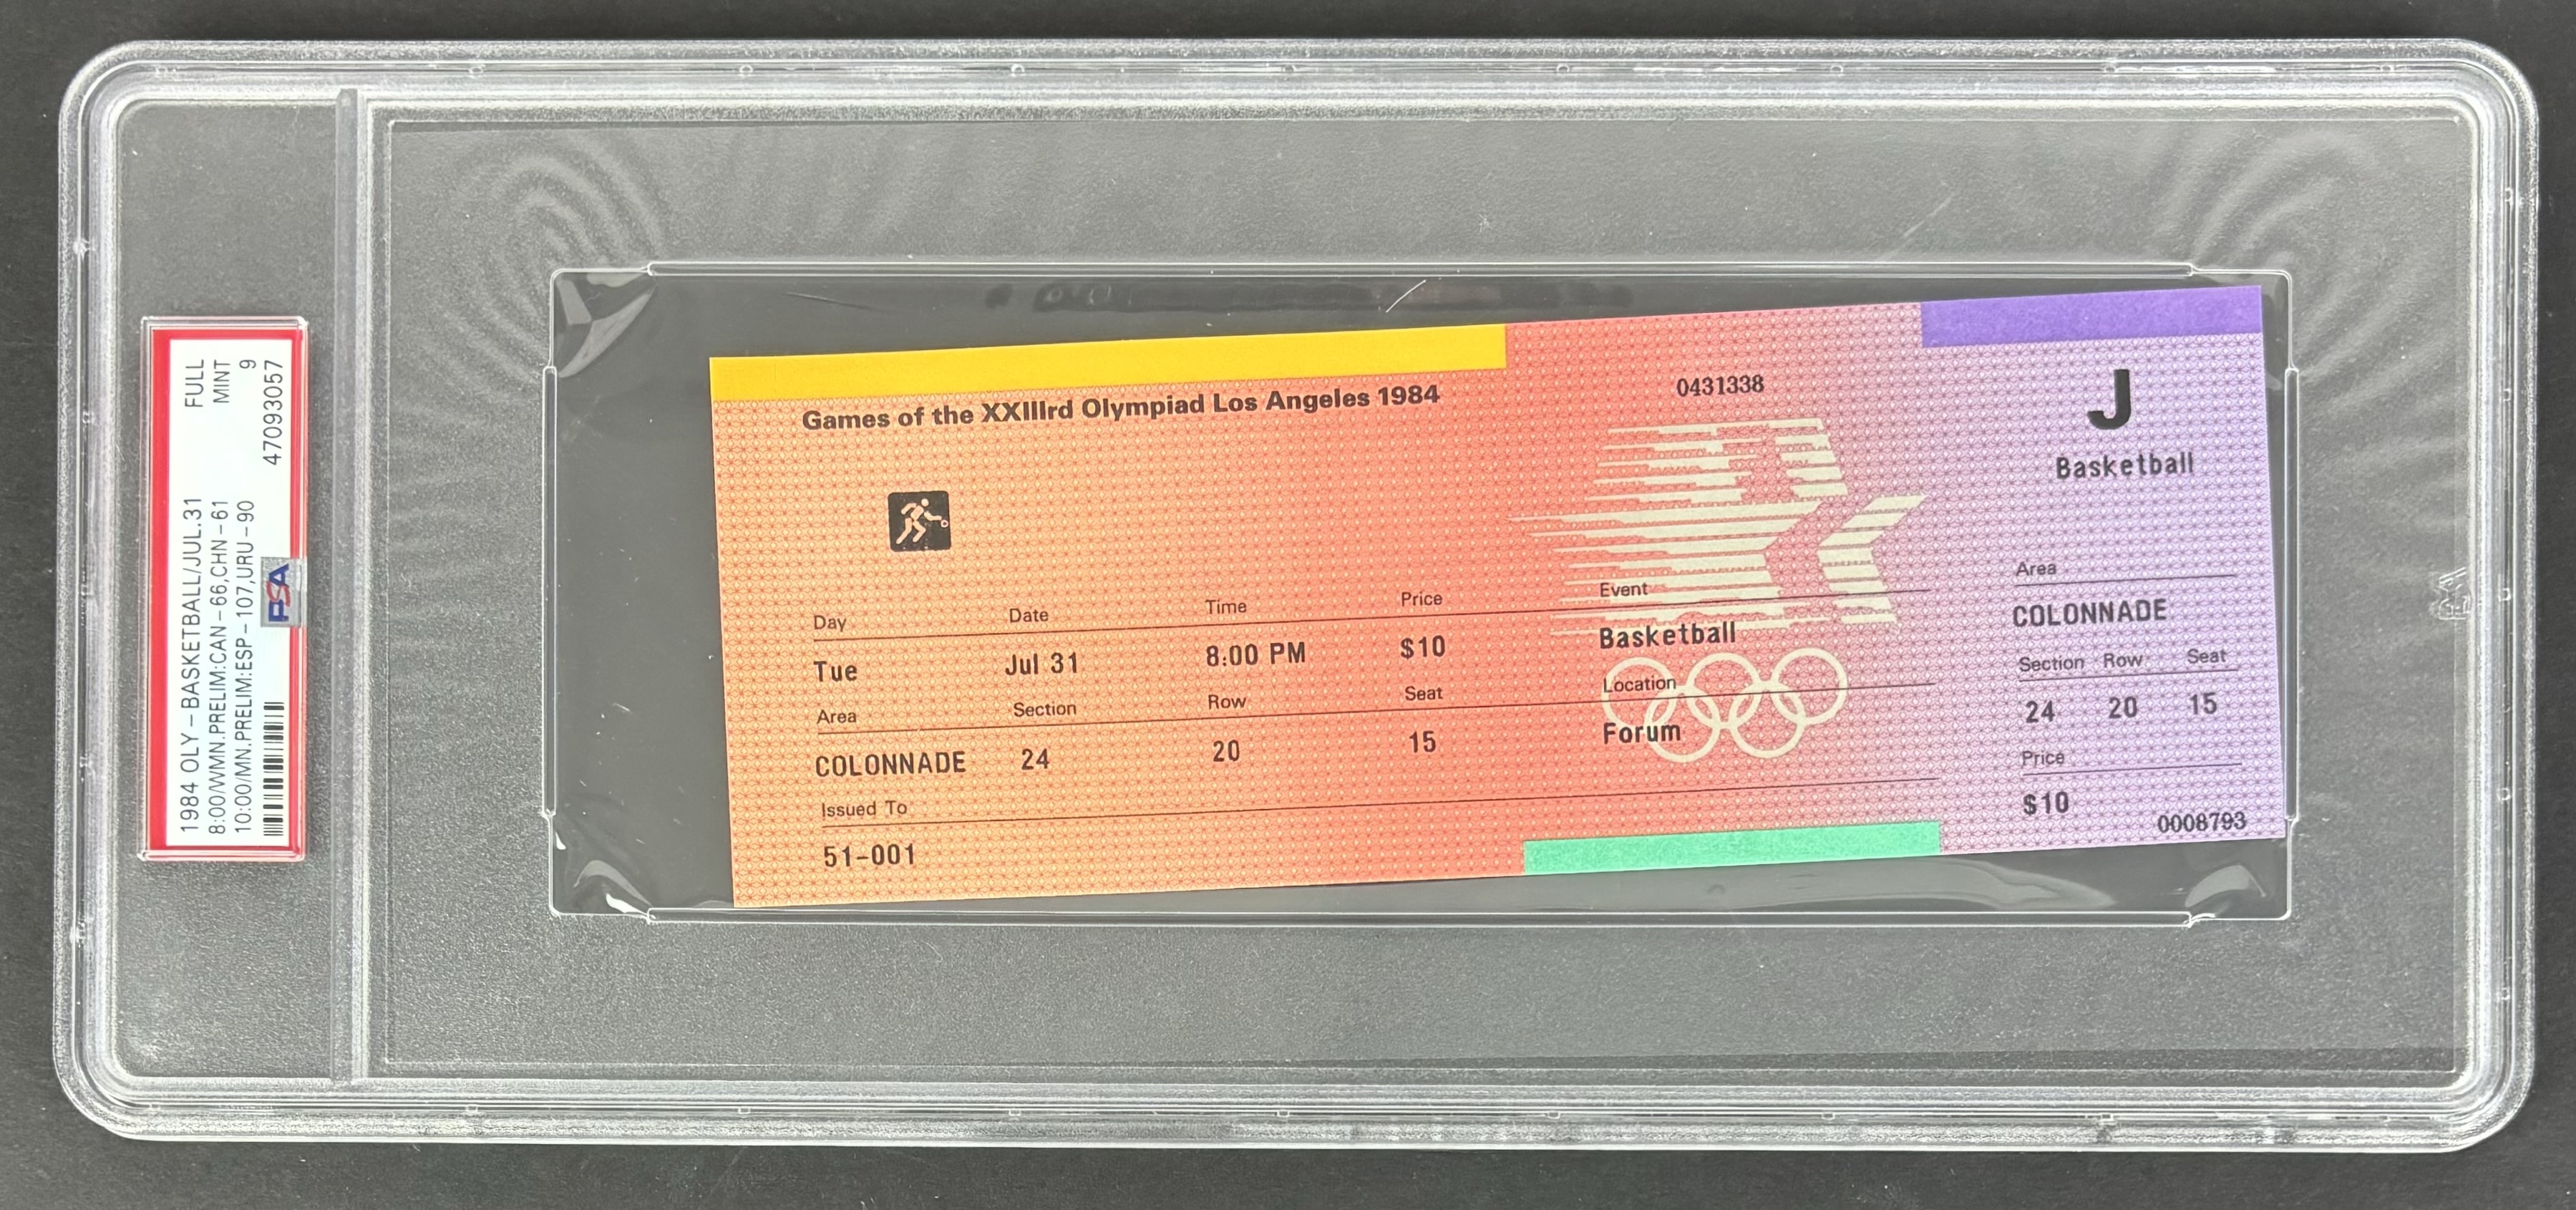 1984 OLY-BASKETBALL/JUL.31 FULL
8:00/WMN.PRELIM:CAN-66,CHN-61 MINT
10:00/MN.PRELIM:ESP-107,URU-90 9
47093057
PSA
Games of the XXIIIrd Olympiad Los Angeles 1984
0431338
Day Date Time Price Event
Tue Jul 31 8:00 PM $10 Basketball
Area Section Row Seat Location
COLONNADE 24 20 15 Forum
Issued To
51-001
J
Basketball
Area
COLONNADE
Section Row Seat
24 20 15
Price
$10
0008793